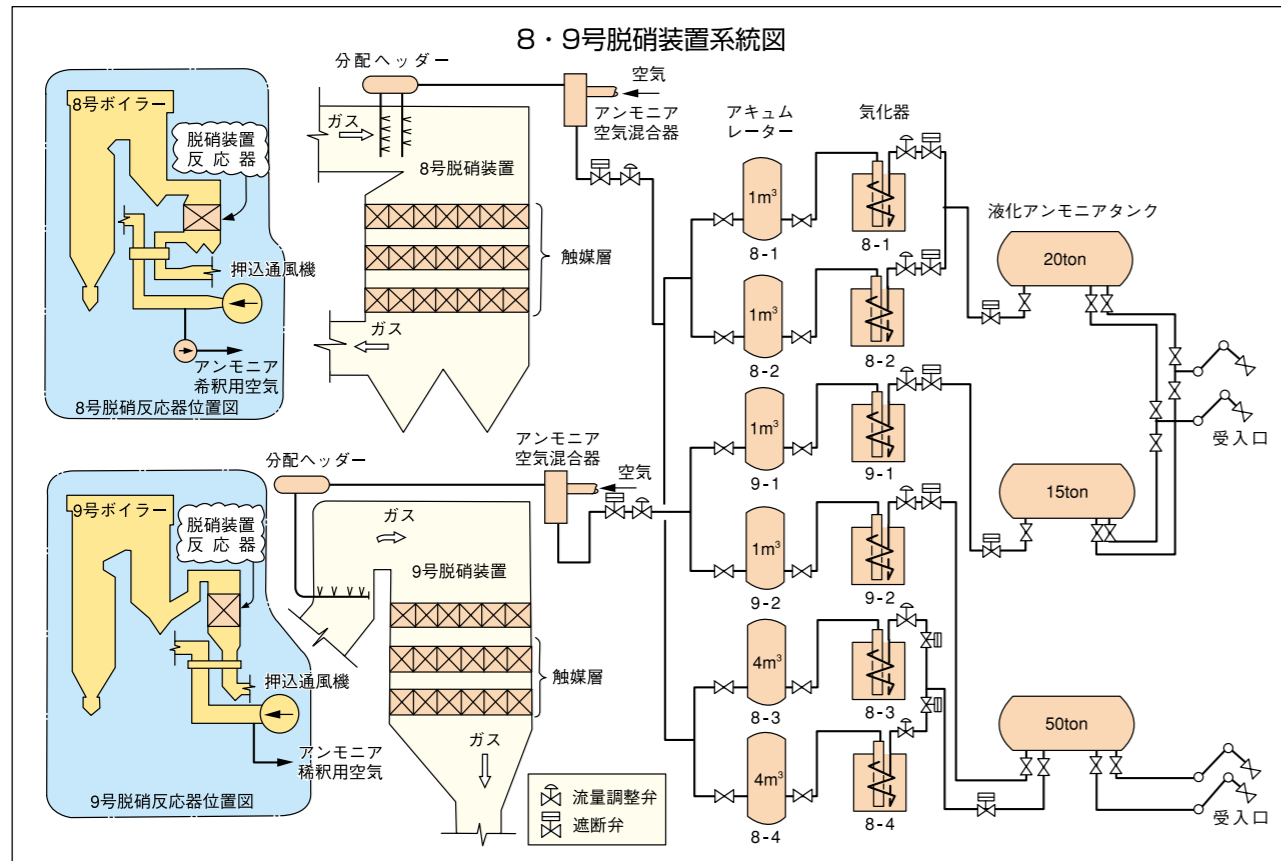 8・9号脱硝装置系統図
8号ボイラー
脱硝装置
反応器
押込通風機
アンモニア
希釈用空気
8号脱硝反応器位置図
分配ヘッダー
空気
アンモニア
空気混合器
ガス
8号脱硝装置
触媒層
ガス
アキュム
レーター
気化器
液化アンモニアタンク
1m³
8-1
8-1
20ton
1m³
8-2
8-2
受入口
1m³
9-1
9-1
15ton
1m³
9-2
9-2
4m³
8-3
8-3
50ton
4m³
8-4
8-4
受入口
9号ボイラー
脱硝装置
反応器
押込通風機
アンモニア
稀釈用空気
9号脱硝反応器位置図
分配ヘッダー
アンモニア
空気混合器
空気
ガス
9号脱硝装置
触媒層
ガス
流量調整弁
遮断弁